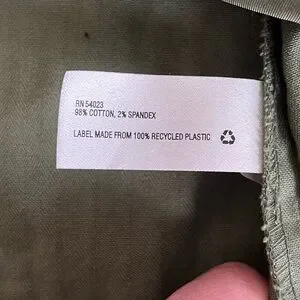 RN 54023
98% COTTON, 2% SPANDEX
LABEL MADE FROM 100% RECYCLED PLASTIC